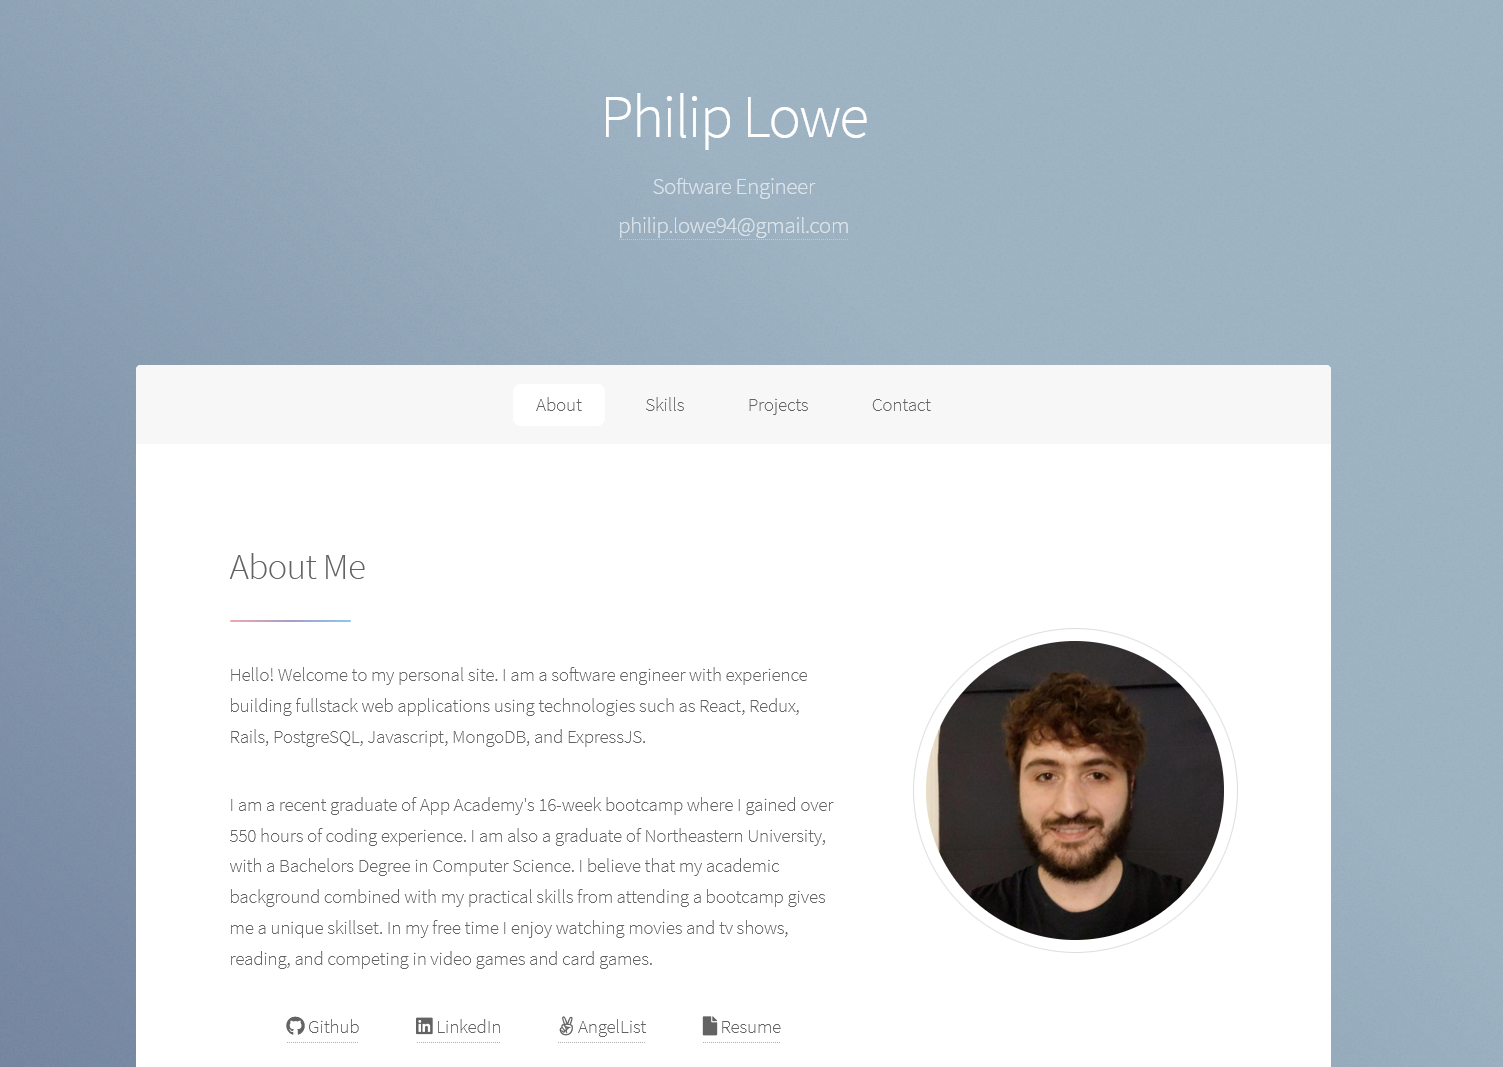 Philip Lowe
Software Engineer
philip.lowe94@gmail.com
About
Skills
Projects
Contact
About Me
Hello! Welcome to my personal site. I am a software engineer with experience
building fullstack web applications using technologies such as React, Redux,
Rails, PostgreSQL, Javascript, MongoDB, and ExpressJS.
I am a recent graduate of App Academy's 16-week bootcamp where I gained over
550 hours of coding experience. I am also a graduate of Northeastern University,
with a Bachelors Degree in Computer Science. I believe that my academic
background combined with my practical skills from attending a bootcamp gives
me a unique skillset. In my free time I enjoy watching movies and tv shows,
reading, and competing in video games and card games.
Github
LinkedIn
AngelList
Resume